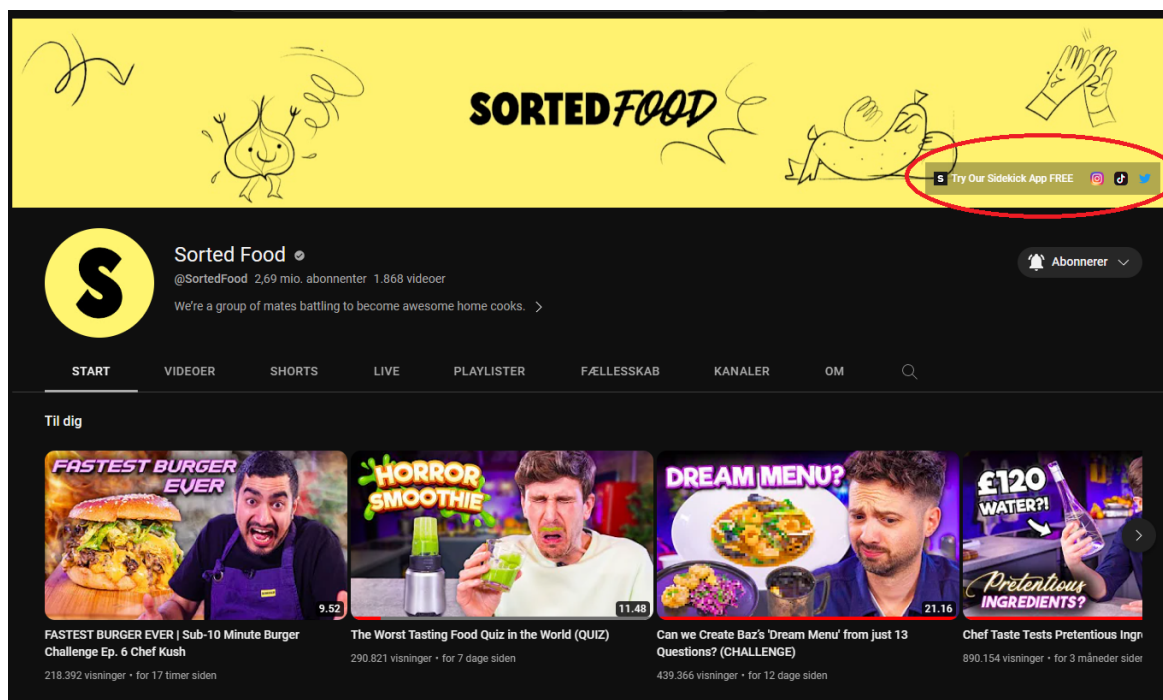 SORTEDFOOD
S Try Our Sidekick App FREE
S
Sorted Food
@SortedFood 2,69 mio. abonnenter 1.868 videoer
We're a group of mates battling to become awesome home cooks.
Abonnerer
START VIDEOER SHORTS LIVE PLAYLISTER FÆLLESSKAB KANALER OM
Til dig
FASTEST BURGER
EVER
9.52
HORROR
SMOOTHIE
11.48
DREAM MENU?
21.16
£120
WATER?!
Pretentious
INGREDIENTS?
FASTEST BURGER EVER | Sub-10 Minute Burger
Challenge Ep. 6 Chef Kush
218.392 visninger • for 17 timer siden
The Worst Tasting Food Quiz in the World (QUIZ)
290.821 visninger • for 7 dage siden
Can we Create Baz's 'Dream Menu' from just 13
Questions? (CHALLENGE)
439.366 visninger • for 12 dage siden
Chef Taste Tests Pretentious
890.154 visninger • for 3 måneder